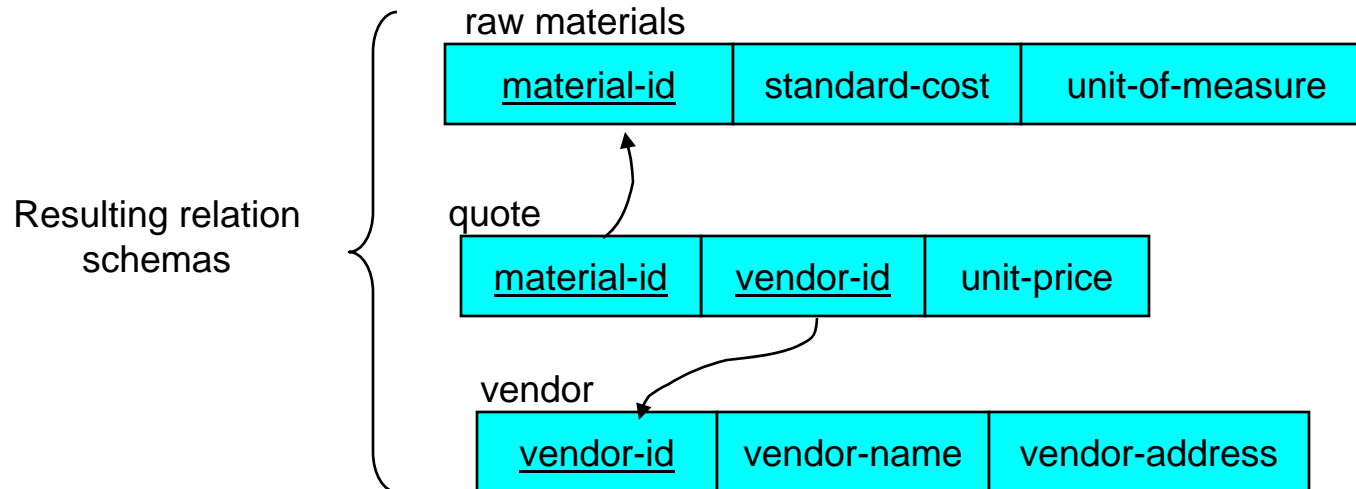 raw materials
material-id standard-cost unit-of-measure
Resulting relation
schemas
quote
material-id vendor-id unit-price
vendor
vendor-id vendor-name vendor-address